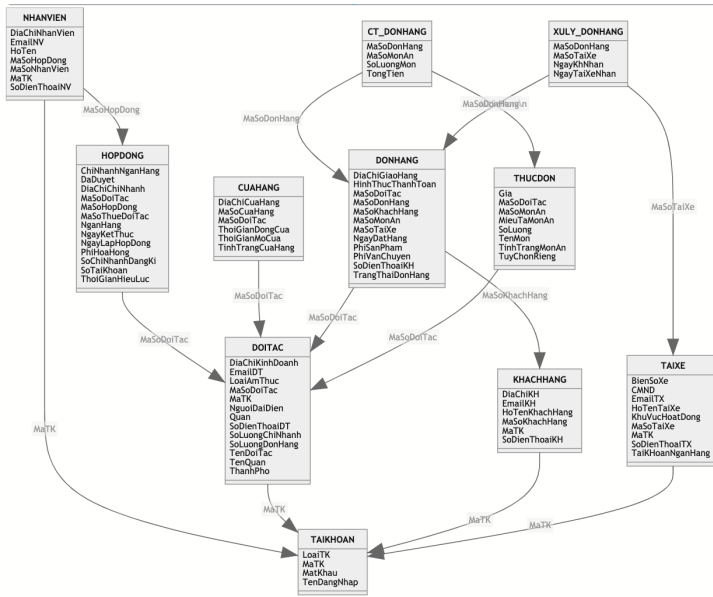 NHANVIEN
DiaChiNhanVien
EmailNV
HoTen
MaSoHopDong
MaSoNhanVien
MaTK
SoDienThoaiNV
CT_DONHANG
MaSoDonHang
MaSoMonAn
SoLuongMon
TongTien
XULY_DONHANG
MaSoDonHang
MaSoTaiXe
NgayKhNhan
NgayTaiXeNhan
MaSoHopDong
MaSoDonHang
HOPDONG
ChiNhanhNganHang
DaDuyet
DiaChiChiNhanh
MaSoDoiTac
MaSoHopDong
MaSoThueDoiTac
NganHang
NgayKetThuc
NgayLapHopDong
PhiHoaHong
SoChiNhanhDangKi
SoTaiKhoan
ThoiGianHieuLuc
CUAHANG
DiaChiCuaHang
MaSoCuaHang
MaSoDoiTac
ThoiGianDongCua
ThoiGianMoCua
TinhTrangCuaHang
DONHANG
DiaChiGiaoHang
HinhThucThanhToan
MaSoDoiTac
MaSoDonHang
MaSoKhachHang
MaSoMonAn
MaSoTaiXe
NgayDatHang
PhiSanPham
PhiVanChuyen
SoDienThoaiKH
TrangThaiDonHang
THUCDON
Gia
MaSoDoiTac
MaSoMonAn
MieuTaMonAn
SoLuong
TenMon
TinhTrangMonAn
TuyChonRieng
MaSoTaiXe
MaSoDoiTac
MaSoKhachHang
MaSoDoiTac
MaSoDoiTac
MaSoDoiTac
DOITAC
DiaChiKinhDoanh
EmailDT
LoaiAmThuc
MaSoDoiTac
MaTK
NguoiDaiDien
Quan
SoDienThoaiDT
SoLuongChiNhanh
SoLuongDonHang
TenDoiTac
TenQuan
ThanhPho
KHACHHANG
DiaChiKH
EmailKH
HoTenKhachHang
MaSoKhachHang
MaTK
SoDienThoaiKH
TAIXE
BienSoXe
CMND
EmailTX
HoTenTaiXe
KhuVucHoatDong
MaSoTaiXe
MaTK
SoDienThoaiTX
TaiKHoanNganHang
MaTK
MaTK
MaTK
MaTK
TAIKHOAN
LoaiTK
MaTK
MatKhau
TenDangNhap